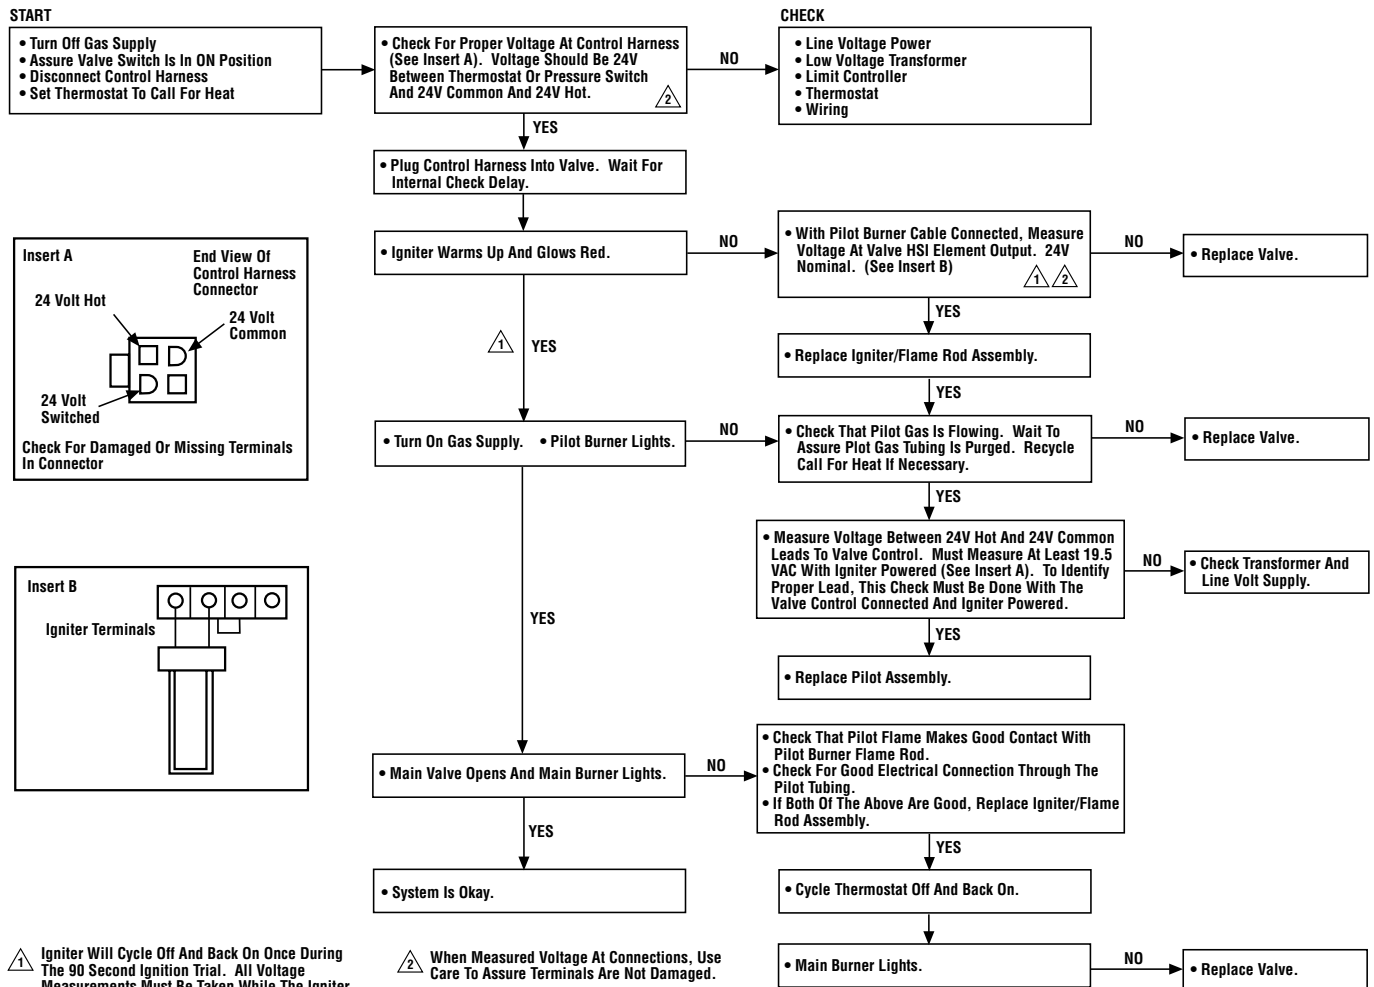 START
• Turn Off Gas Supply
• Assure Valve Switch Is In ON Position
• Disconnect Control Harness
• Set Thermostat To Call For Heat
• Check For Proper Voltage At Control Harness
(See Insert A). Voltage Should Be 24V
Between Thermostat Or Pressure Switch
And 24V Common And 24V Hot.
2
NO
CHECK
• Line Voltage Power
• Low Voltage Transformer
• Limit Controller
• Thermostat
• Wiring
YES
• Plug Control Harness Into Valve. Wait For
Internal Check Delay.
• Igniter Warms Up And Glows Red.
NO
• With Pilot Burner Cable Connected, Measure
Voltage At Valve HSI Element Output. 24V
Nominal. (See Insert B)
1 2
NO
• Replace Valve.
YES
• Replace Igniter/Flame Rod Assembly.
YES
1
YES
• Turn On Gas Supply. • Pilot Burner Lights.
NO
• Check That Pilot Gas Is Flowing. Wait To
Assure Plot Gas Tubing Is Purged. Recycle
Call For Heat If Necessary.
NO
• Replace Valve.
YES
• Measure Voltage Between 24V Hot And 24V Common
Leads To Valve Control. Must Measure At Least 19.5
VAC With Igniter Powered (See Insert A). To Identify
Proper Lead, This Check Must Be Done With The
Valve Control Connected And Igniter Powered.
NO
• Check Transformer And
Line Volt Supply.
YES
• Replace Pilot Assembly.
YES
• Main Valve Opens And Main Burner Lights.
NO
• Check That Pilot Flame Makes Good Contact With
Pilot Burner Flame Rod.
• Check For Good Electrical Connection Through The
Pilot Tubing.
• If Both Of The Above Are Good, Replace Igniter/Flame
Rod Assembly.
YES
• System Is Okay.
YES
• Cycle Thermostat Off And Back On.
• Main Burner Lights.
NO
• Replace Valve.
Insert A
End View Of
Control Harness
Connector
24 Volt Hot
24 Volt
Common
24 Volt
Switched
Check For Damaged Or Missing Terminals
In Connector
Insert B
Igniter Terminals
1 Igniter Will Cycle Off And Back On Once During
The 90 Second Ignition Trial. All Voltage
Measurements Must Be Taken While The Igniter
2 When Measured Voltage At Connections, Use
Care To Assure Terminals Are Not Damaged.